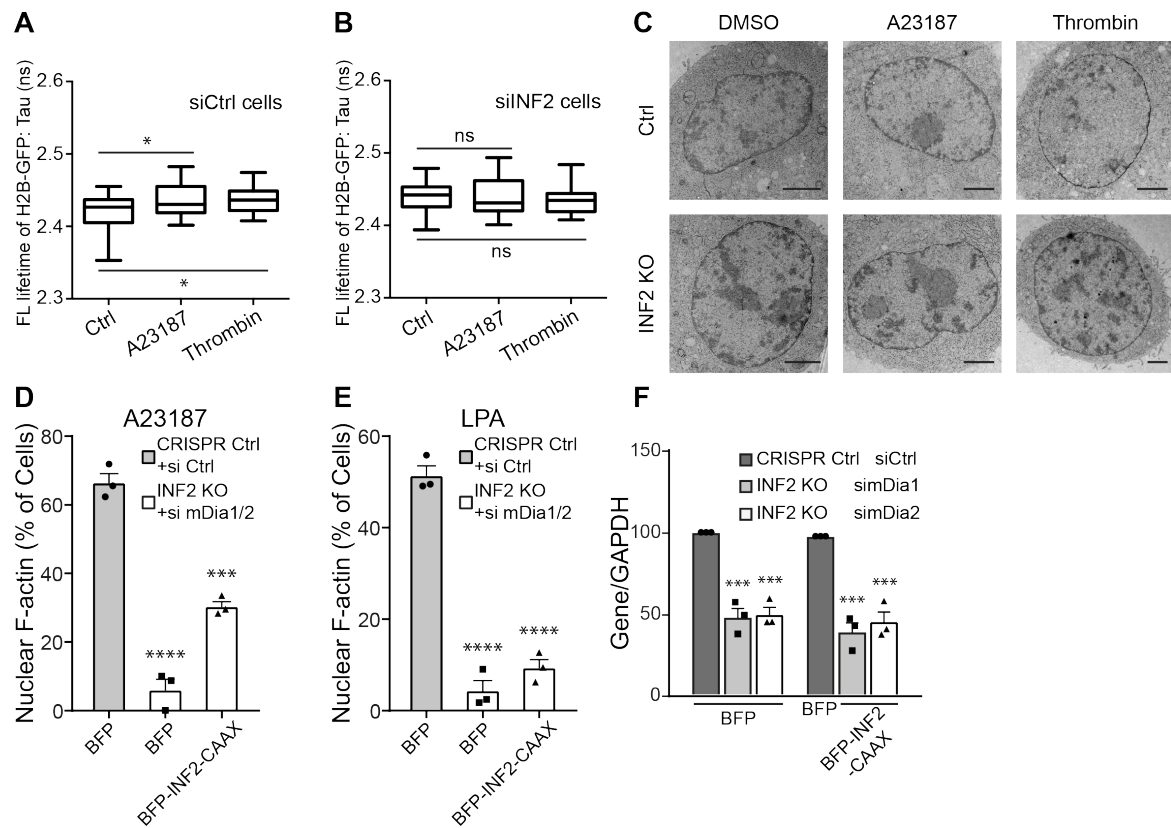 A
FL lifetime of H2B-GFP: Tau (ns)
2.6
2.5
2.4
2.3
siCtrl cells
*
*
Ctrl
A23187
Thrombin
B
FL lifetime of H2B-GFP: Tau (ns)
2.6
2.5
2.4
2.3
siINF2 cells
ns
ns
Ctrl
A23187
Thrombin
C
DMSO
A23187
Thrombin
Ctrl
INF2 KO
D
A23187
Nuclear F-actin (% of Cells)
80
60
40
20
0
CRISPR Ctrl
+si Ctrl
INF2 KO
+si mDia1/2
****
***
BFP
BFP
BFP-INF2-CAAX
E
LPA
Nuclear F-actin (% of Cells)
60
40
20
0
CRISPR Ctrl
+si Ctrl
INF2 KO
+si mDia1/2
****
****
BFP
BFP
BFP-INF2-CAAX
F
Gene/GAPDH
150
100
50
0
CRISPR Ctrl siCtrl
INF2 KO simDia1
INF2 KO simDia2
***
***
***
***
BFP
BFP
BFP-INF2
-CAAX